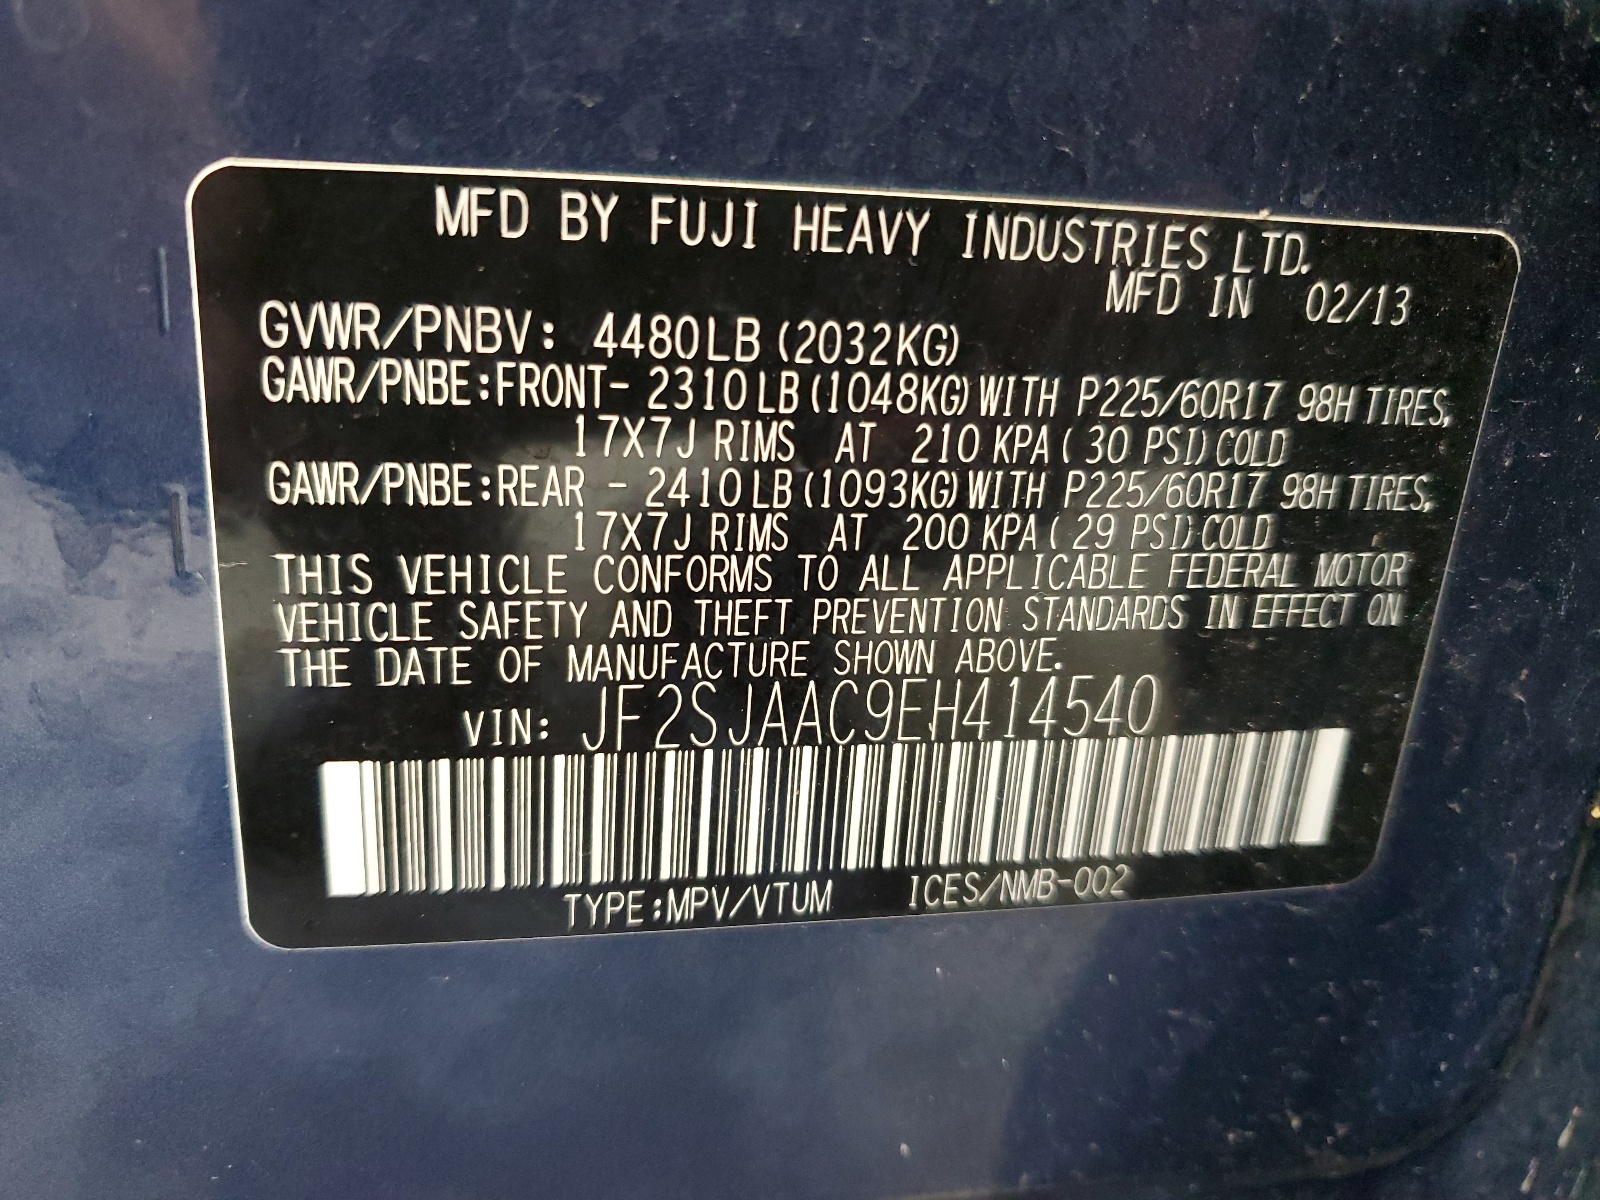 MFD BY FUJI HEAVY INDUSTRIES LTD.
MFD IN 02/13
GVWR/PNBV: 4480LB (2032KG)
GAWR/PNBE:FRONT- 2310LB(1048KG)WITH P225/60R17 98H TIRES,
17X7J RIMS AT 210 KPA( 30 PSI)COLD
GAWR/PNBE:REAR - 2410LB(1093KG)WITH P225/60R17 98H TIRES,
17X7J RIMS AT 200 KPA( 29 PSI)COLD
THIS VEHICLE CONFORMS TO ALL APPLICABLE FEDERAL MOTOR
VEHICLE SAFETY AND THEFT PREVENTION STANDARDS IN EFFECT ON
THE DATE OF MANUFACTURE SHOWN ABOVE.
VIN: JF2SJAAC9EH414540
TYPE:MPV/VTUM ICES/NMB-002